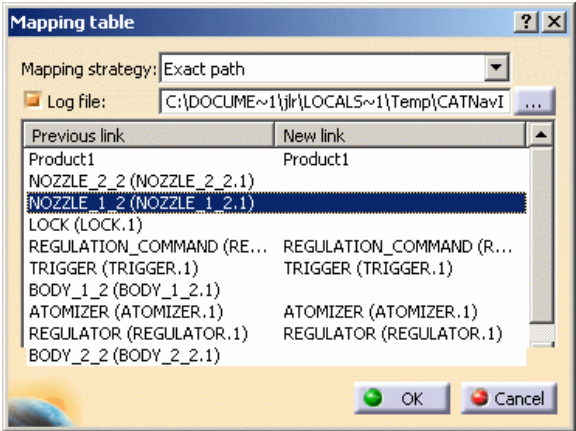 Mapping table
Mapping strategy: Exact path
Log file: C:\DOCUME~1\jlr\LOCALS~1\Temp\CATNavI ...
Previous link New link
Product1 Product1
NOZZLE_2_2 (NOZZLE_2_2.1)
NOZZLE_1_2 (NOZZLE_1_2.1)
LOCK (LOCK.1)
REGULATION_COMMAND (RE... REGULATION_COMMAND (R...
TRIGGER (TRIGGER.1) TRIGGER (TRIGGER.1)
BODY_1_2 (BODY_1_2.1)
ATOMIZER (ATOMIZER.1) ATOMIZER (ATOMIZER.1)
REGULATOR (REGULATOR.1) REGULATOR (REGULATOR.1)
BODY_2_2 (BODY_2_2.1)
OK Cancel